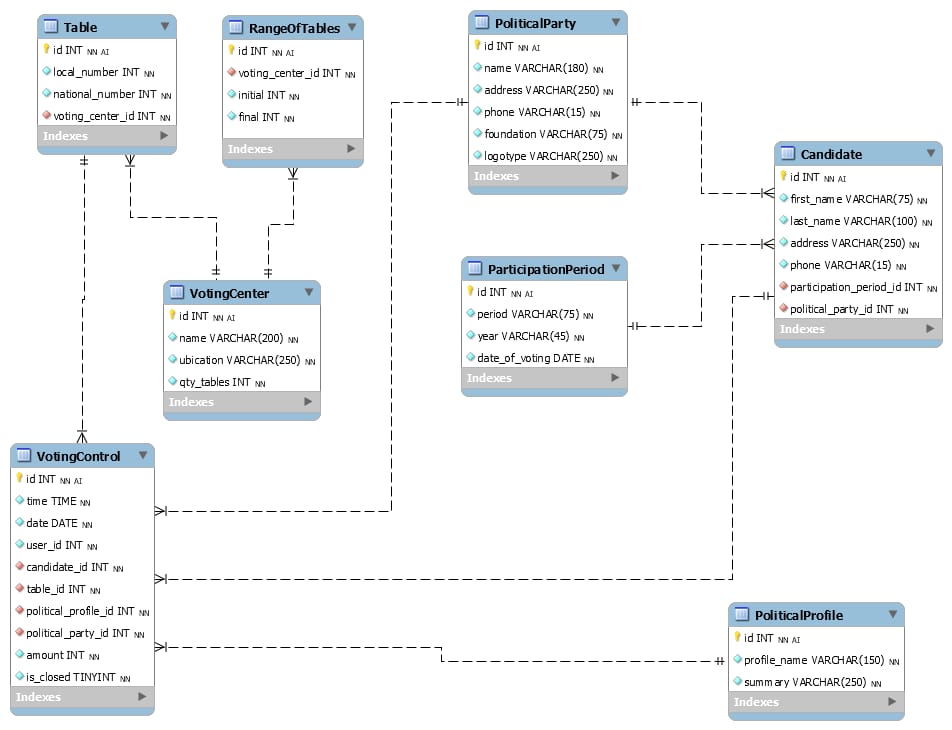 Table
id INT NN AI
local_number INT NN
national_number INT NN
voting_center_id INT NN
Indexes
RangeOfTables
id INT NN AI
voting_center_id INT NN
initial INT NN
final INT NN
Indexes
PoliticalParty
id INT NN AI
name VARCHAR(180) NN
address VARCHAR(250) NN
phone VARCHAR(15) NN
foundation VARCHAR(75) NN
logotype VARCHAR(250) NN
Indexes
Candidate
id INT NN AI
first_name VARCHAR(75) NN
last_name VARCHAR(100) NN
address VARCHAR(250) NN
phone VARCHAR(15) NN
participation_period_id INT NN
political_party_id INT NN
Indexes
ParticipationPeriod
id INT NN AI
period VARCHAR(75) NN
year VARCHAR(45) NN
date_of_voting DATE NN
Indexes
VotingCenter
id INT NN AI
name VARCHAR(200) NN
ubication VARCHAR(250) NN
qty_tables INT NN
Indexes
VotingControl
id INT NN AI
time TIME NN
date DATE NN
user_id INT NN
candidate_id INT NN
table_id INT NN
political_profile_id INT NN
political_party_id INT NN
amount INT NN
is_closed TINYINT NN
Indexes
PoliticalProfile
id INT NN AI
profile_name VARCHAR(150) NN
summary VARCHAR(250) NN
Indexes